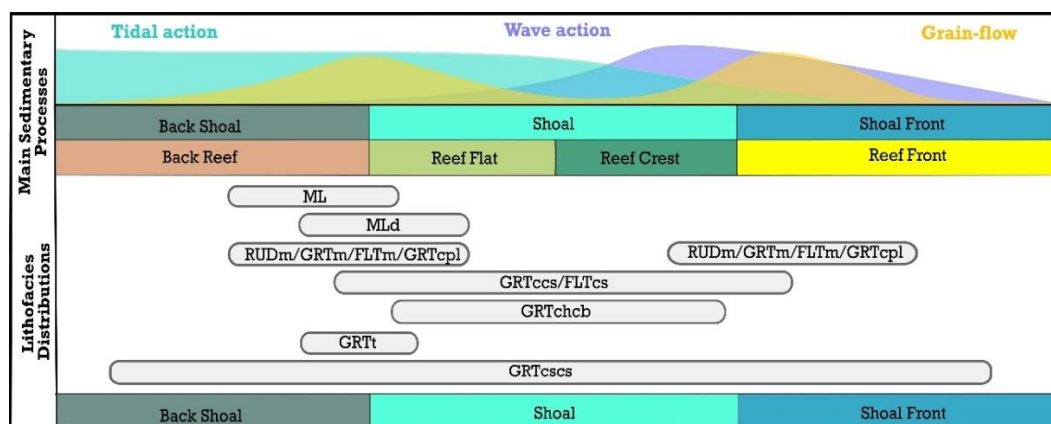 Tidal action Wave action Grain-flow
Main Sedimentary
Processes
Back Shoal Shoal Shoal Front
Back Reef Reef Flat Reef Crest Reef Front
Lithofacies
Distributions
ML
MLd
RUDm/GRTm/FLTm/GRTcpl RUDm/GRTm/FLTm/GRTcpl
GRTccs/FLTcs
GRTchcb
GRTt
GRTcscs
Back Shoal Shoal Shoal Front